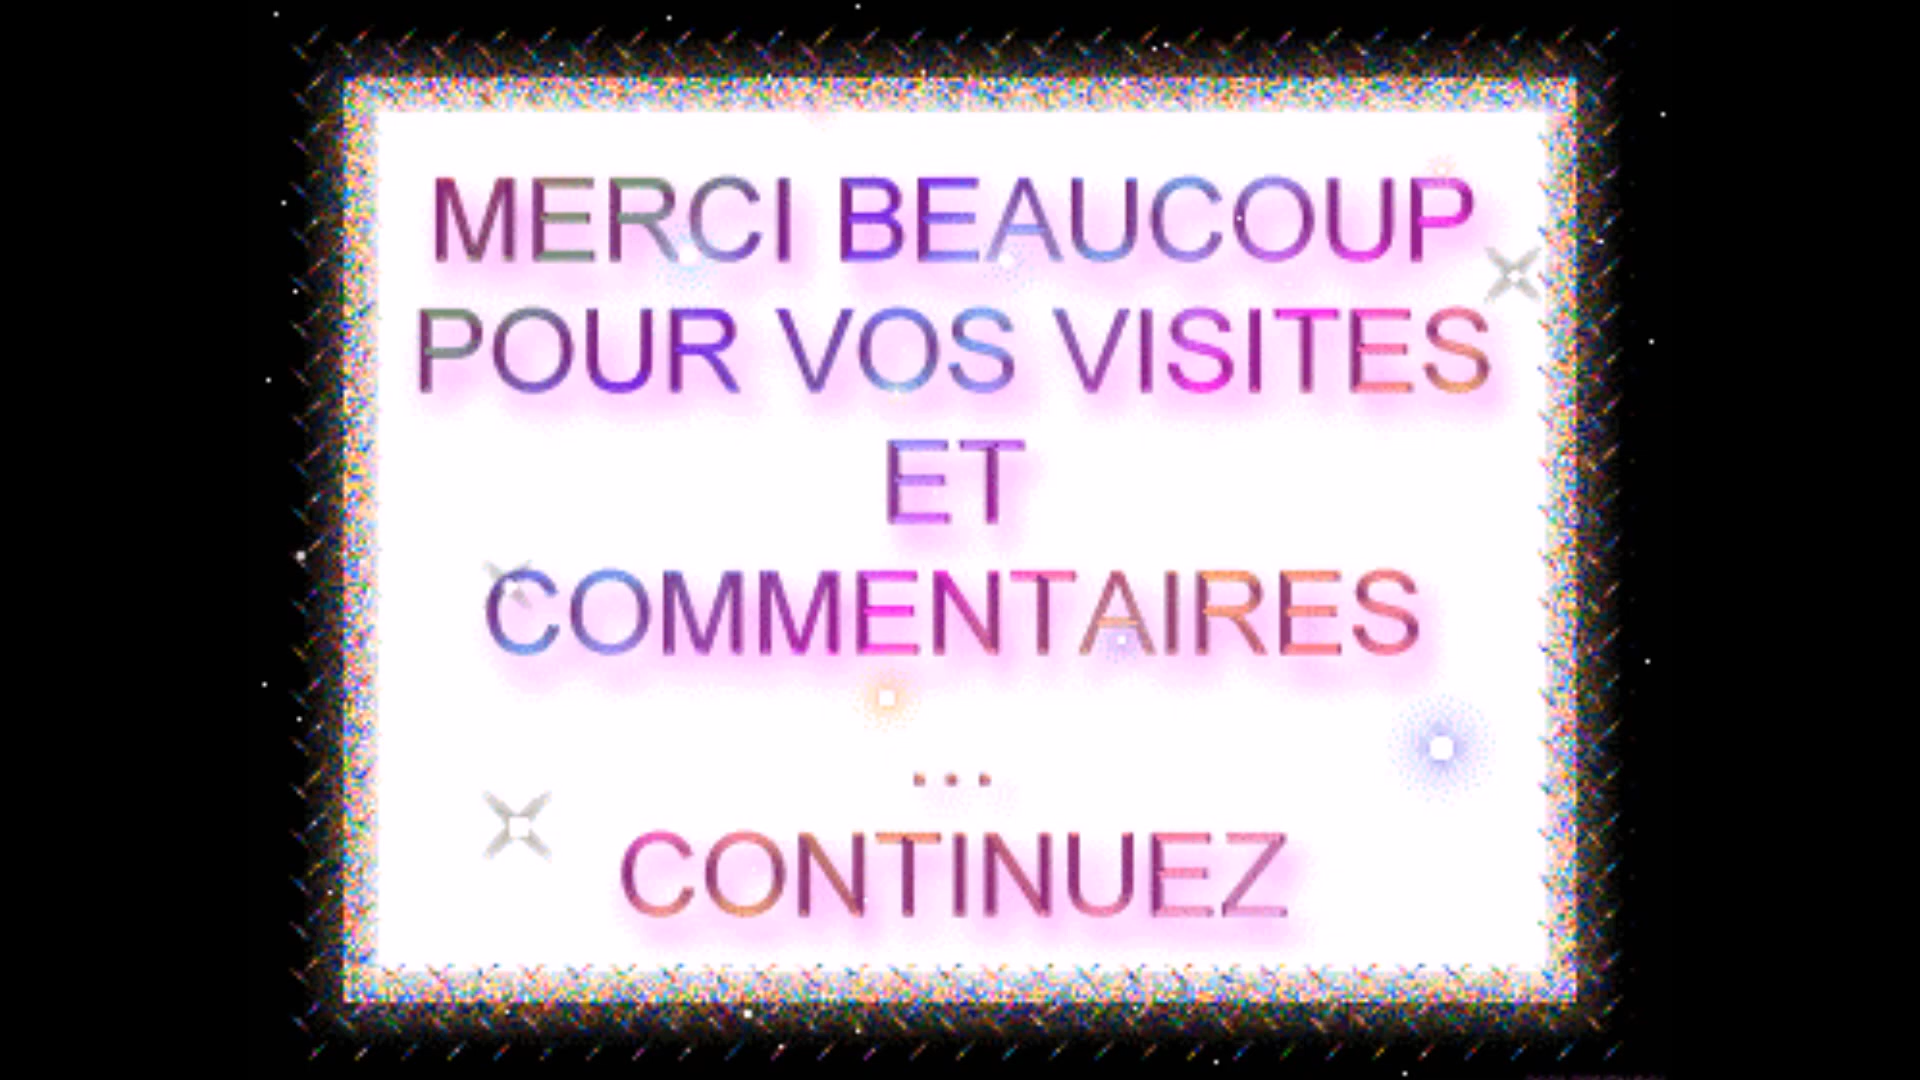 MERCI BEAUCOUP
POUR VOS VISITES
ET
COMMENTAIRES
...
CONTINUEZ